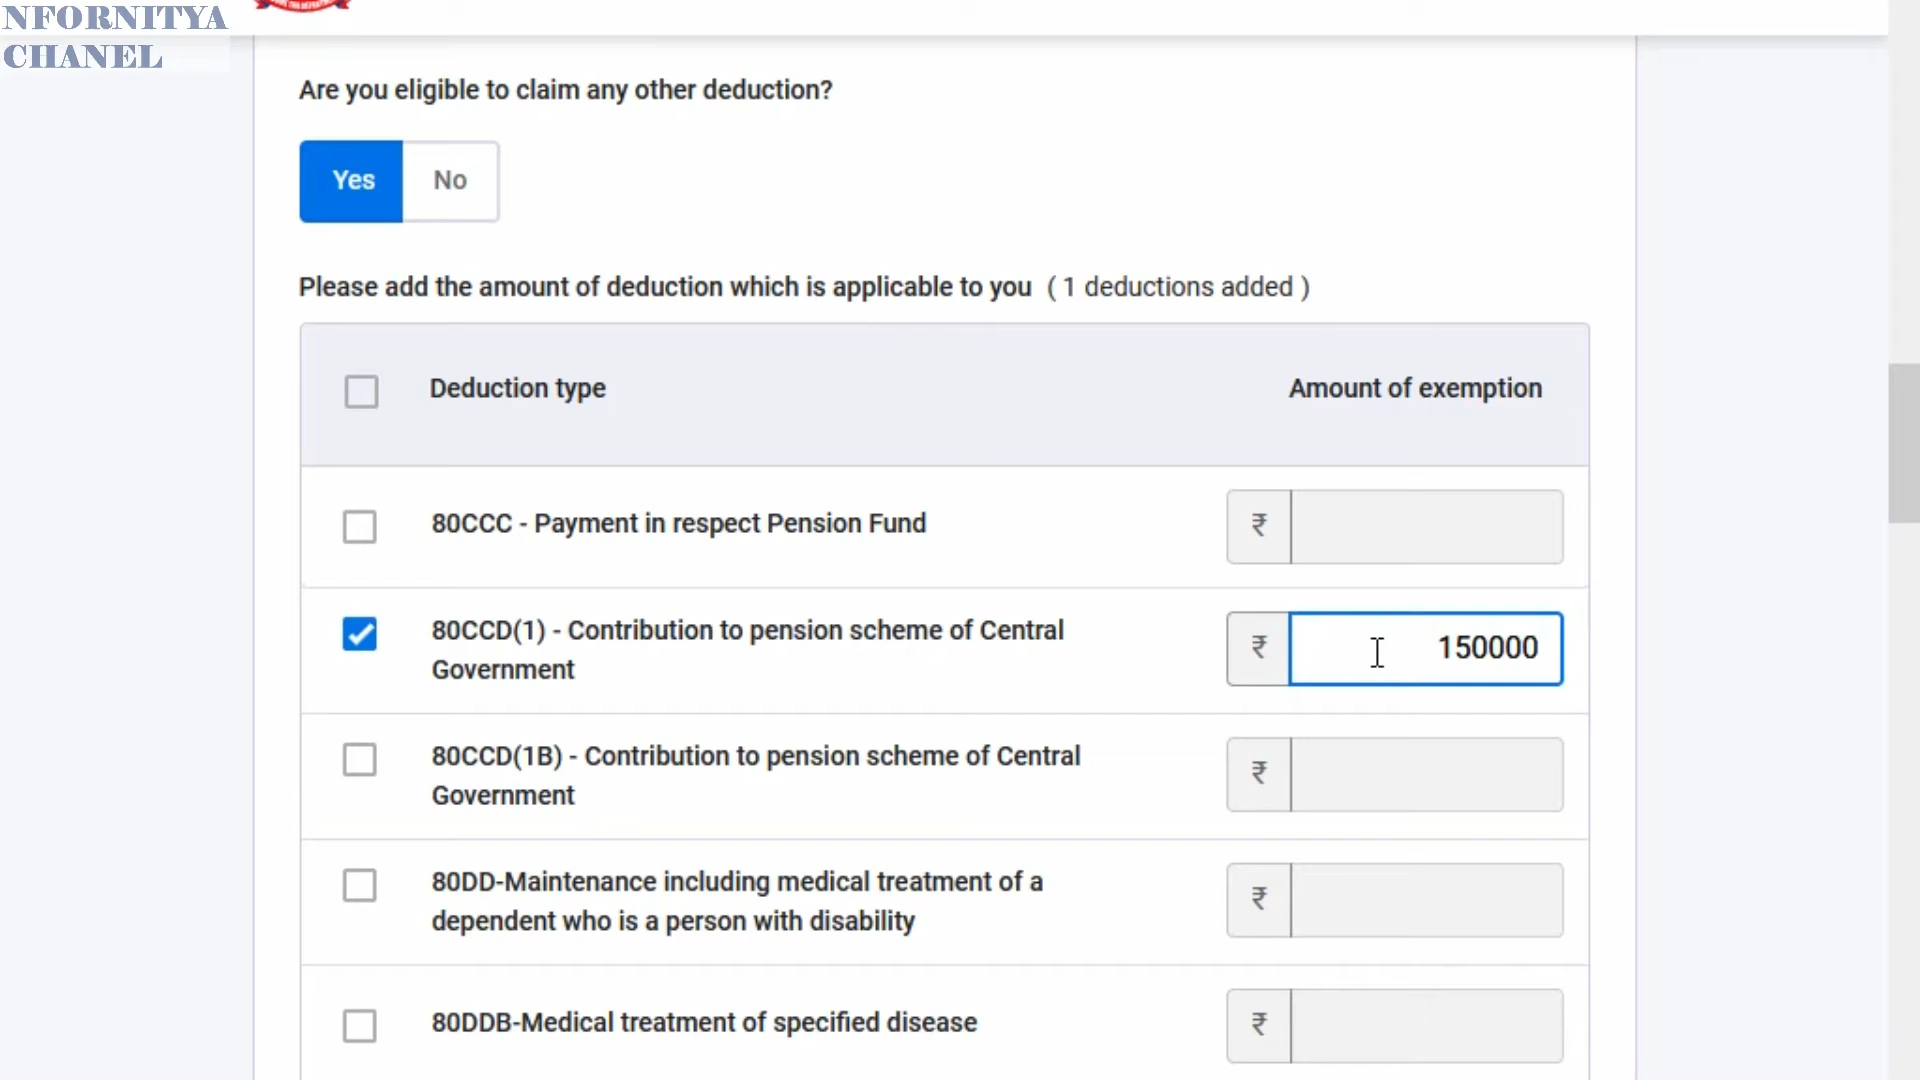 NFORNITYA
CHANEL
Are you eligible to claim any other deduction?
Yes No
Please add the amount of deduction which is applicable to you ( 1 deductions added )
Deduction type Amount of exemption
80CCC - Payment in respect Pension Fund ₹
80CCD(1) - Contribution to pension scheme of Central
Government
₹ 150000
80CCD(1B) - Contribution to pension scheme of Central
Government
₹
80DD-Maintenance including medical treatment of a
dependent who is a person with disability
₹
80DDB-Medical treatment of specified disease ₹